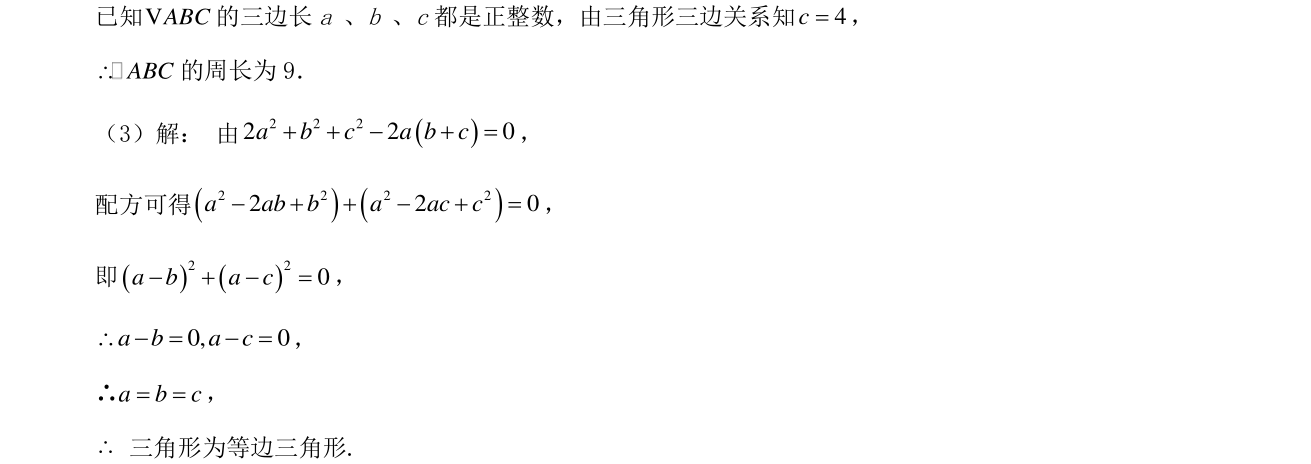 已知VABC 的三边长 a 、b 、c 都是正整数，由三角形三边关系知c = 4，
∴ ABC 的周长为 9．
（3）解： 由2a² + b² + c² − 2a(b + c) = 0，
配方可得(a² − 2ab + b²) + (a² − 2ac + c²) = 0，
即(a − b)² + (a − c)² = 0，
∴a − b = 0, a − c = 0，
∴a = b = c，
∴ 三角形为等边三角形.